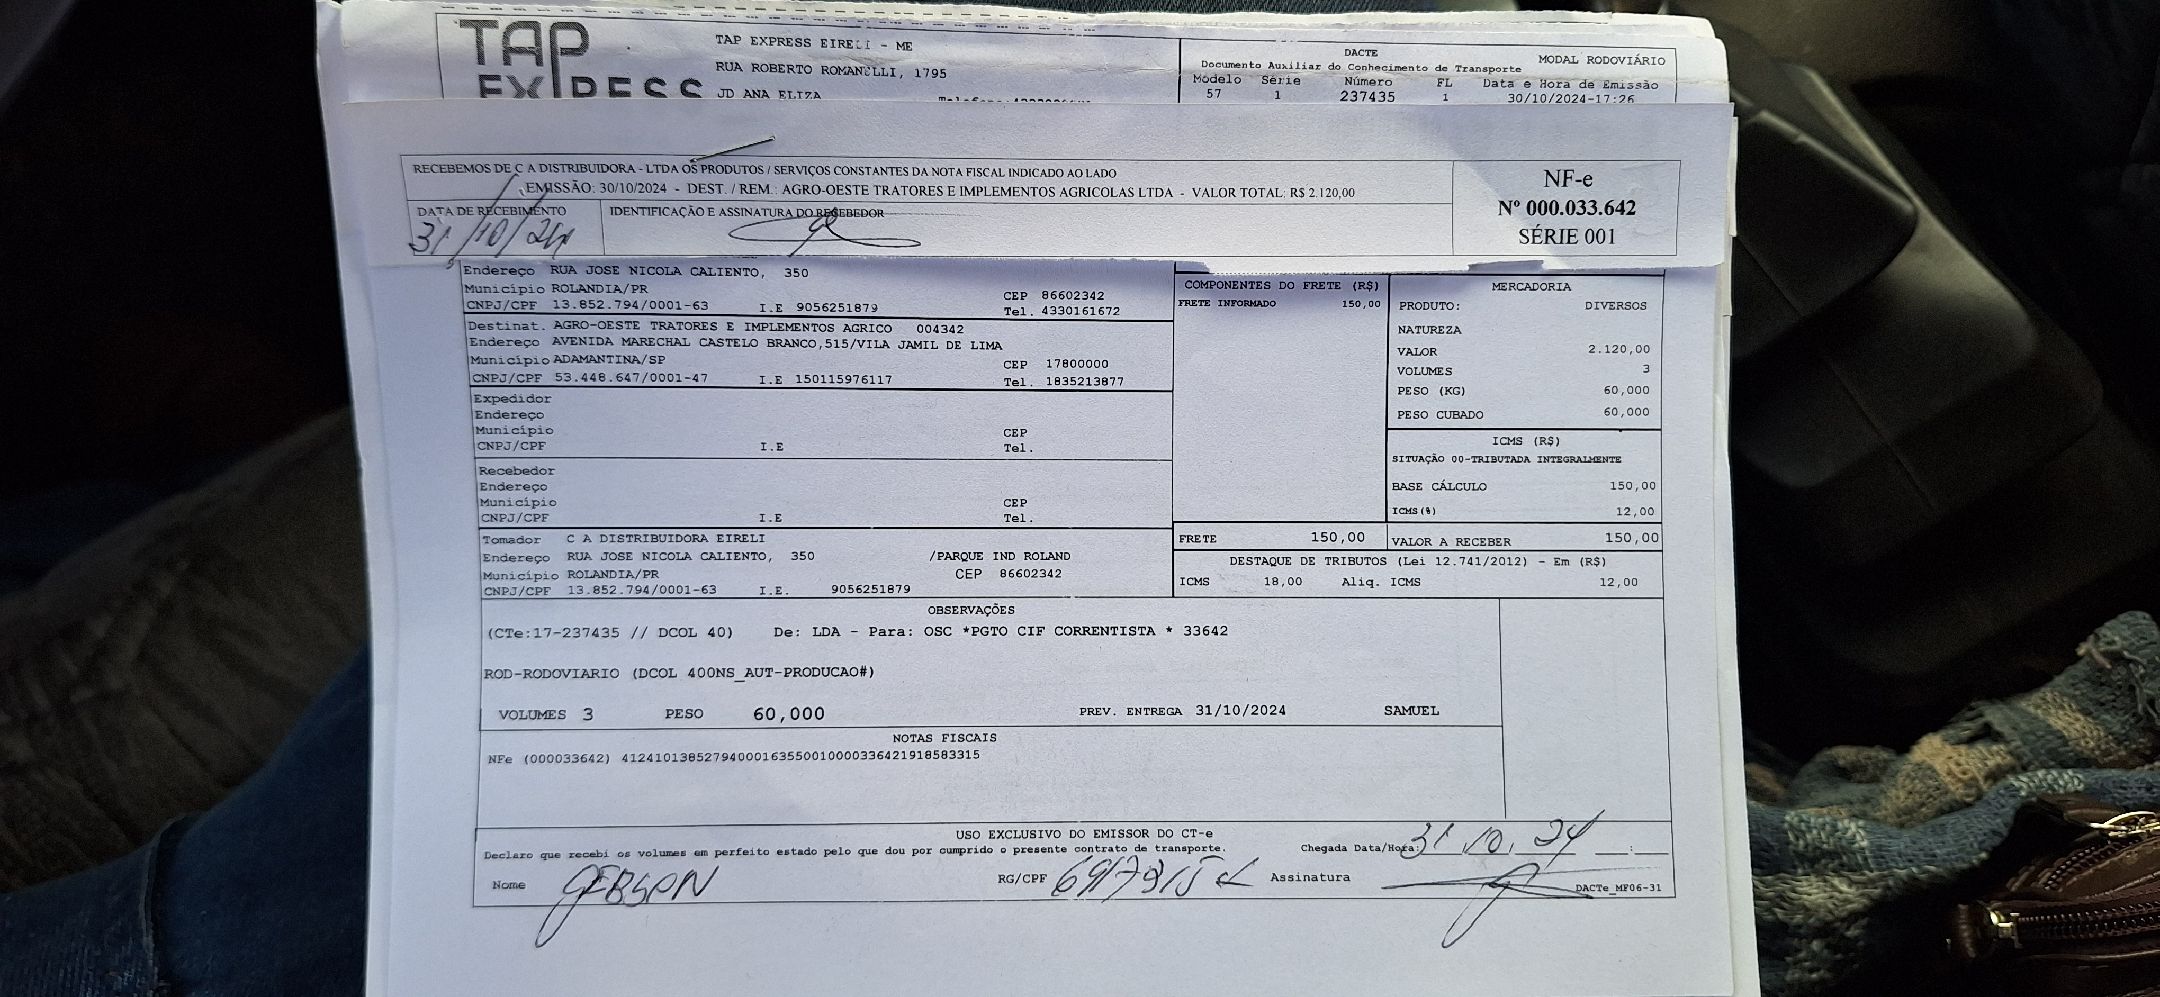 TAP
EXPRESS
TAP EXPRESS EIRELI - ME
RUA ROBERTO ROMANELLI, 1795
JD ANA ELIZA
DACTE
Documento Auxiliar do Conhecimento de Transporte
MODAL RODOVIÁRIO
Modelo Série Número FL Data e Hora de Emissão
57 1 237435 1 30/10/2024-17:26
RECEBEMOS DE C A DISTRIBUIDORA - LTDA OS PRODUTOS / SERVIÇOS CONSTANTES DA NOTA FISCAL INDICADO AO LADO
EMISSÃO: 30/10/2024 - DEST. / REM.: AGRO-OESTE TRATORES E IMPLEMENTOS AGRICOLAS LTDA - VALOR TOTAL: R$ 2.120,00
DATA DE RECEBIMENTO
31/10/24
IDENTIFICAÇÃO E ASSINATURA DO RECEBEDOR
NF-e
Nº 000.033.642
SÉRIE 001
Endereço RUA JOSE NICOLA CALIENTO, 350
Município ROLANDIA/PR CEP 86602342
CNPJ/CPF 13.852.794/0001-63 I.E 9056251879 Tel. 4330161672
Destinat. AGRO-OESTE TRATORES E IMPLEMENTOS AGRICO 004342
Endereço AVENIDA MARECHAL CASTELO BRANCO,515/VILA JAMIL DE LIMA
Município ADAMANTINA/SP CEP 17800000
CNPJ/CPF 53.448.647/0001-47 I.E 150115976117 Tel. 1835213877
Expedidor
Endereço
Município CEP
CNPJ/CPF I.E Tel.
Recebedor
Endereço
Município CEP
CNPJ/CPF I.E Tel.
Tomador C A DISTRIBUIDORA EIRELI
Endereço RUA JOSE NICOLA CALIENTO, 350 /PARQUE IND ROLAND
Município ROLANDIA/PR CEP 86602342
CNPJ/CPF 13.852.794/0001-63 I.E. 9056251879
COMPONENTES DO FRETE (R$)
FRETE INFORMADO 150,00
MERCADORIA
PRODUTO: DIVERSOS
NATUREZA
VALOR 2.120,00
VOLUMES 3
PESO (KG) 60,000
PESO CUBADO 60,000
ICMS (R$)
SITUAÇÃO 00-TRIBUTADA INTEGRALMENTE
BASE CÁLCULO 150,00
ICMS(%) 12,00
FRETE 150,00 VALOR A RECEBER 150,00
DESTAQUE DE TRIBUTOS (Lei 12.741/2012) - Em (R$)
ICMS 18,00 Aliq. ICMS 12,00
OBSERVAÇÕES
(CTe:17-237435 // DCOL 40) De: LDA - Para: OSC *PGTO CIF CORRENTISTA * 33642
ROD-RODOVIARIO (DCOL 400NS_AUT-PRODUCAO#)
VOLUMES 3 PESO 60,000 PREV. ENTREGA 31/10/2024 SAMUEL
NOTAS FISCAIS
NFe (000033642) 41241013852794000163550010000336421918583315
USO EXCLUSIVO DO EMISSOR DO CT-e
Declaro que recebi os volumes em perfeito estado pelo que dou por cumprido o presente contrato de transporte. Chegada Data/Hora: 31.10.24 __:__
Nome RG/CPF Assinatura DACTe_MF06-31